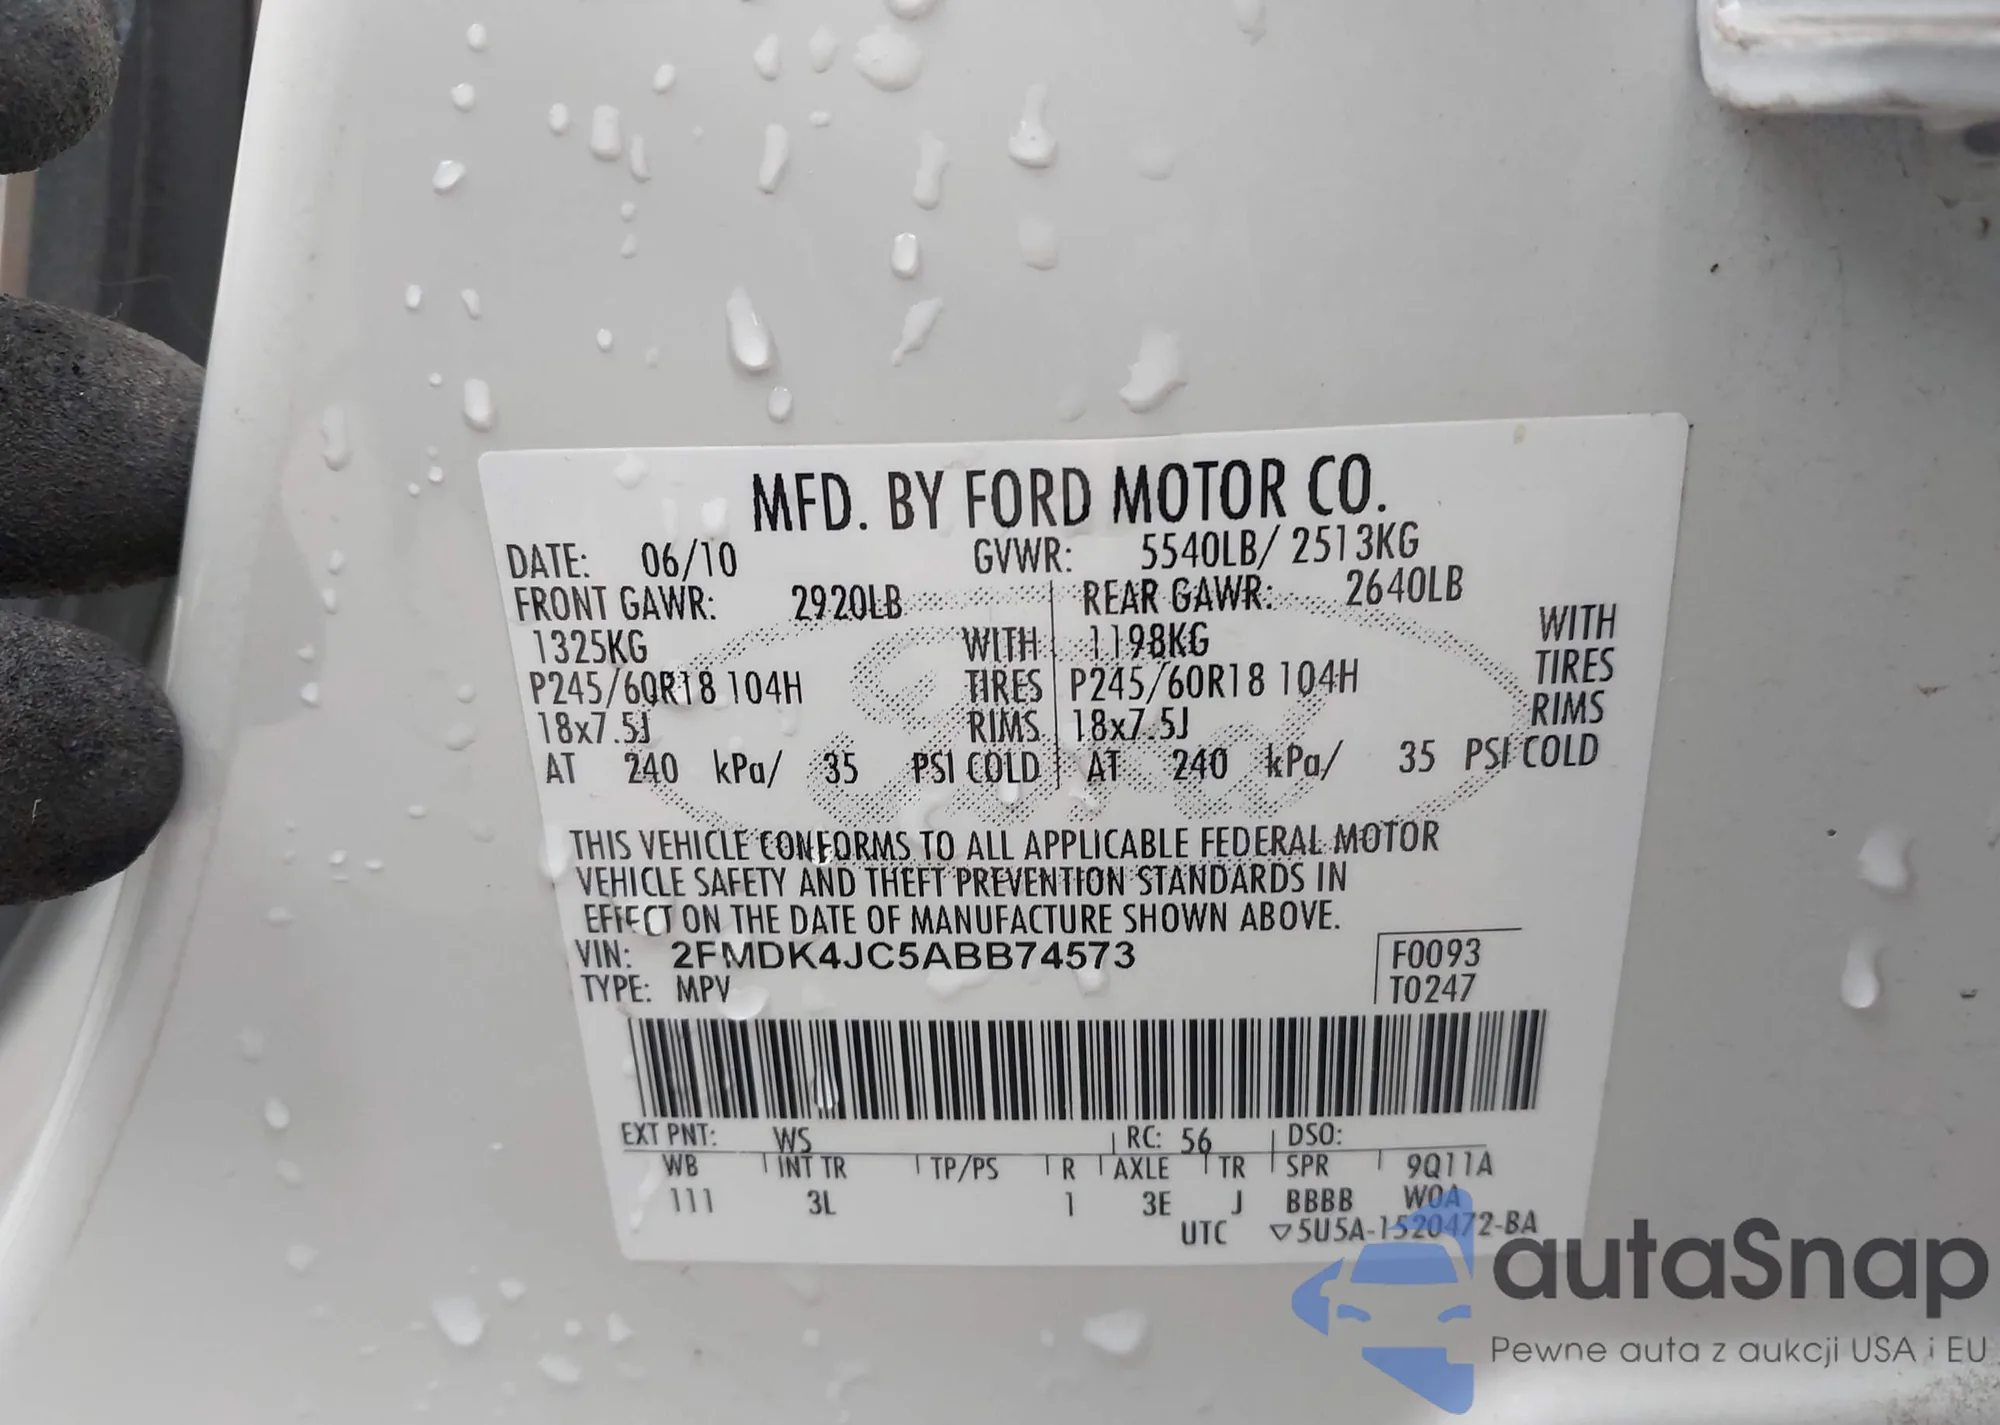 MFD. BY FORD MOTOR CO.
DATE: 06/10 GVWR: 5540LB/ 2513KG
FRONT GAWR: 2920LB REAR GAWR: 2640LB
1325KG WITH 1198KG WITH
P245/60R18 104H TIRES P245/60R18 104H TIRES
18x7.5J RIMS 18x7.5J RIMS
AT 240 kPa/ 35 PSI COLD AT 240 kPa/ 35 PSI COLD
THIS VEHICLE CONFORMS TO ALL APPLICABLE FEDERAL MOTOR
VEHICLE SAFETY AND THEFT PREVENTION STANDARDS IN
EFFECT ON THE DATE OF MANUFACTURE SHOWN ABOVE.
VIN: 2FMDK4JC5ABB74573 F0093
TYPE: MPV T0247
EXT PNT: WS RC: 56 DSO:
WB INT TR TP/PS R AXLE TR SPR 9Q11A
111 3L 1 3E J BBBB WOA
UTC ▽5U5A-1520472-BA
autaSnap
Pewne auta z aukcji USA i EU